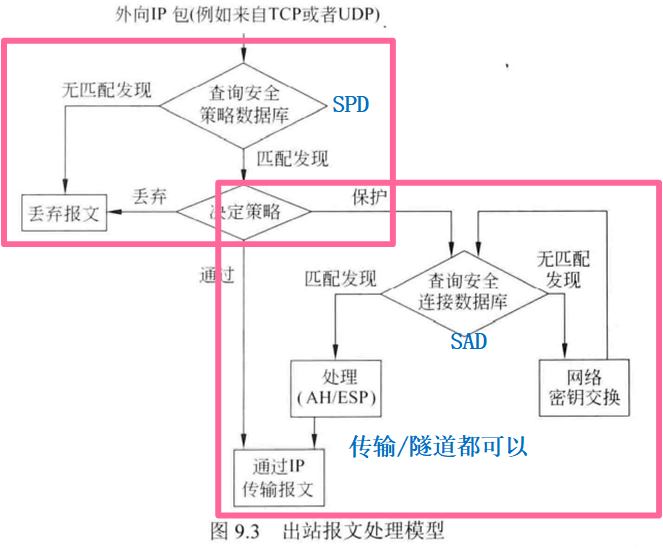 外向IP 包(例如来自TCP或者UDP)
无匹配发现
查询安全
策略数据库
SPD
匹配发现
丢弃报文
丢弃
决定策略
保护
通过
匹配发现
查询安全
连接数据库
无匹配
发现
SAD
处理
(AH/ESP)
网络
密钥交换
传输/隧道都可以
通过IP
传输报文
图 9.3 出站报文处理模型